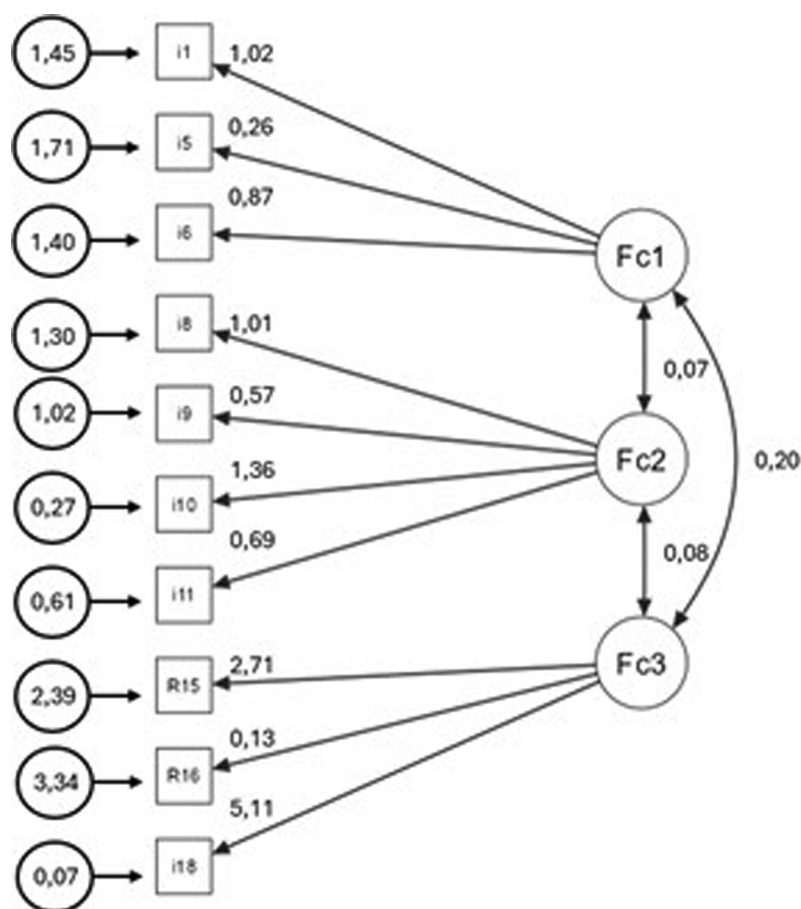 1,45 i1 1,02
1,71 i5 0,26
1,40 i6 0,87
Fc1
1,30 i8 1,01
0,07
1,02 i9 0,57
Fc2
0,20
0,27 i10 1,36
0,61 i11 0,69
0,08
2,39 R15 2,71
Fc3
3,34 R16 0,13
0,07 i18 5,11